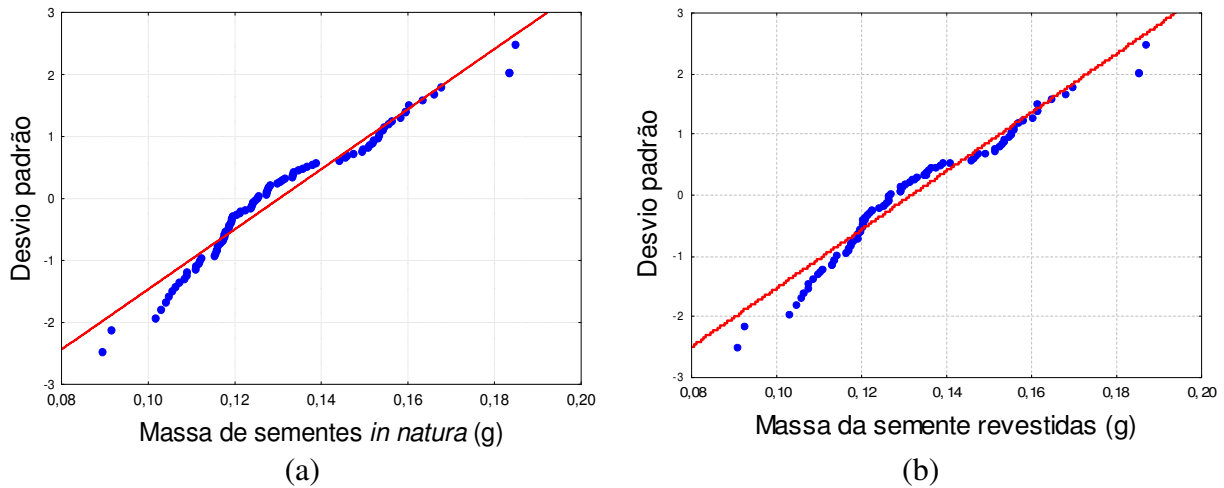 3
2
1
0
-1
-2
-3
0,08 0,10 0,12 0,14 0,16 0,18 0,20
Desvio padrão
Massa de sementes in natura (g)
(a)
3
2
1
0
-1
-2
-3
0,08 0,10 0,12 0,14 0,16 0,18 0,20
Desvio padrão
Massa da semente revestidas (g)
(b)